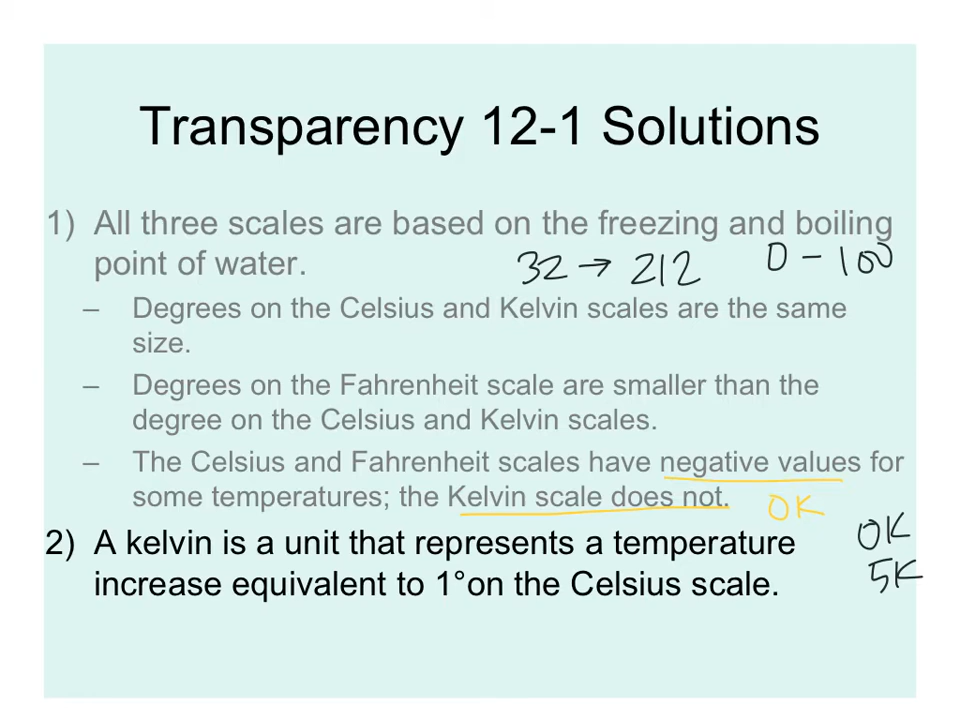 Transparency 12-1 Solutions
1) All three scales are based on the freezing and boiling
point of water.
32 → 212
0 - 100
– Degrees on the Celsius and Kelvin scales are the same
size.
– Degrees on the Fahrenheit scale are smaller than the
degree on the Celsius and Kelvin scales.
– The Celsius and Fahrenheit scales have negative values for
some temperatures; the Kelvin scale does not.
0K
2) A kelvin is a unit that represents a temperature
0K
increase equivalent to 1°on the Celsius scale.
5K